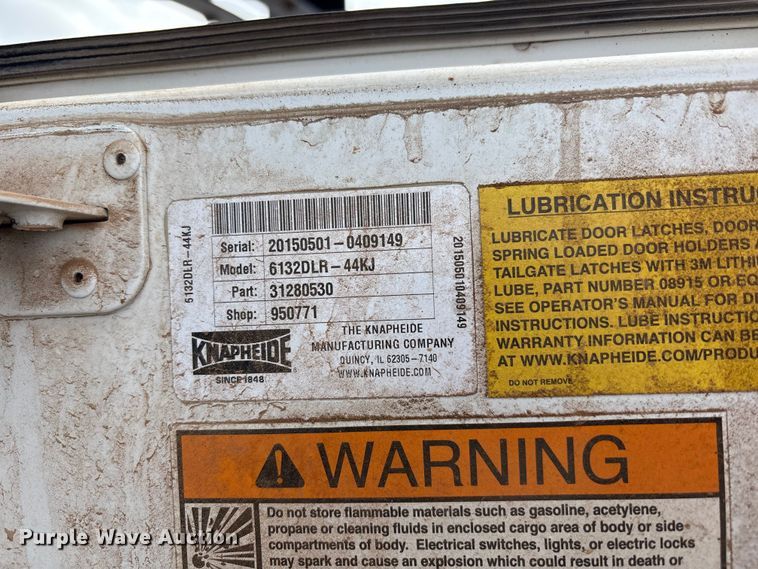 6132DLR-44KJ
Serial: 20150501-0409149
Model: 6132DLR-44KJ
Part: 31280530
Shop: 950771
201505010409149
KNAPHEIDE
SINCE 1848
THE KNAPHEIDE
MANUFACTURING COMPANY
QUINCY, IL 62305-7140
WWW.KNAPHEIDE.COM
LUBRICATION INSTRU
LUBRICATE DOOR LATCHES, DOOR
SPRING LOADED DOOR HOLDERS
TAILGATE LATCHES WITH 3M LITHI
LUBE, PART NUMBER 08915 OR EQ
SEE OPERATOR'S MANUAL FOR DE
INSTRUCTIONS. LUBE INSTRUCTIO
WARRANTY INFORMATION CAN BE
AT WWW.KNAPHEIDE.COM/PRODU
DO NOT REMOVE
WARNING
Do not store flammable materials such as gasoline, acetylene,
propane or cleaning fluids in enclosed cargo area of body or side
compartments of body. Electrical switches, lights, or electric locks
may spark and cause an explosion which could result in death or
Purple Wave Auction